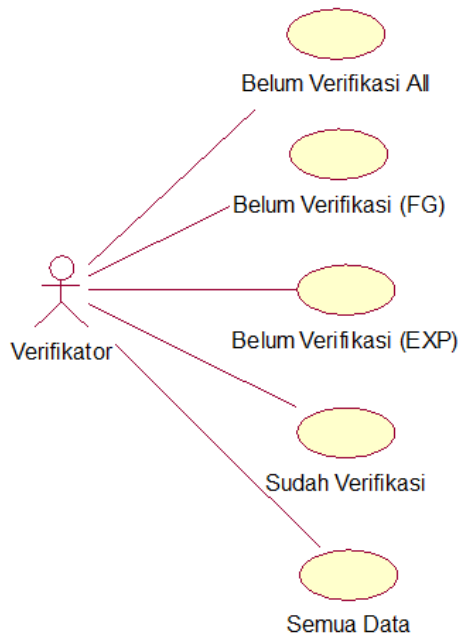 Belum Verifikasi All
Belum Verifikasi (FG)
Belum Verifikasi (EXP)
Verifikator
Sudah Verifikasi
Semua Data